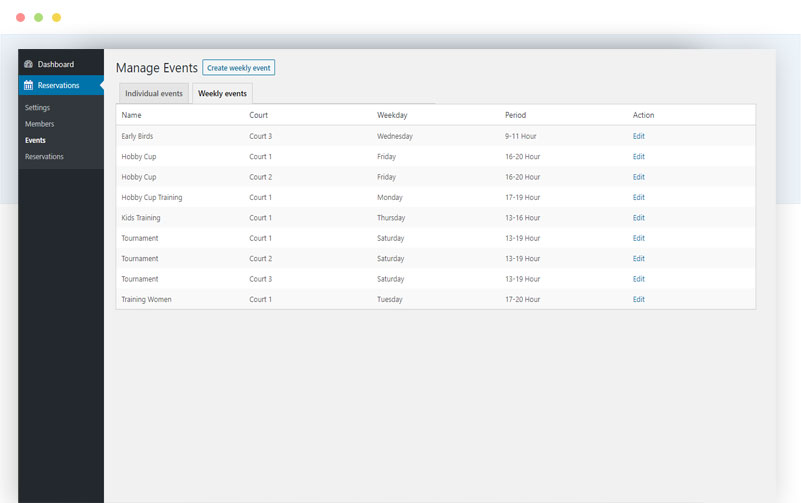 Dashboard
Reservations
Settings
Members
Events
Reservations
Manage Events Create weekly event
Individual events Weekly events
Name Court Weekday Period Action
Early Birds Court 3 Wednesday 9-11 Hour Edit
Hobby Cup Court 1 Friday 16-20 Hour Edit
Hobby Cup Court 2 Friday 16-20 Hour Edit
Hobby Cup Training Court 1 Monday 17-19 Hour Edit
Kids Training Court 1 Thursday 13-16 Hour Edit
Tournament Court 1 Saturday 13-19 Hour Edit
Tournament Court 2 Saturday 13-19 Hour Edit
Tournament Court 3 Saturday 13-19 Hour Edit
Training Women Court 1 Tuesday 17-20 Hour Edit